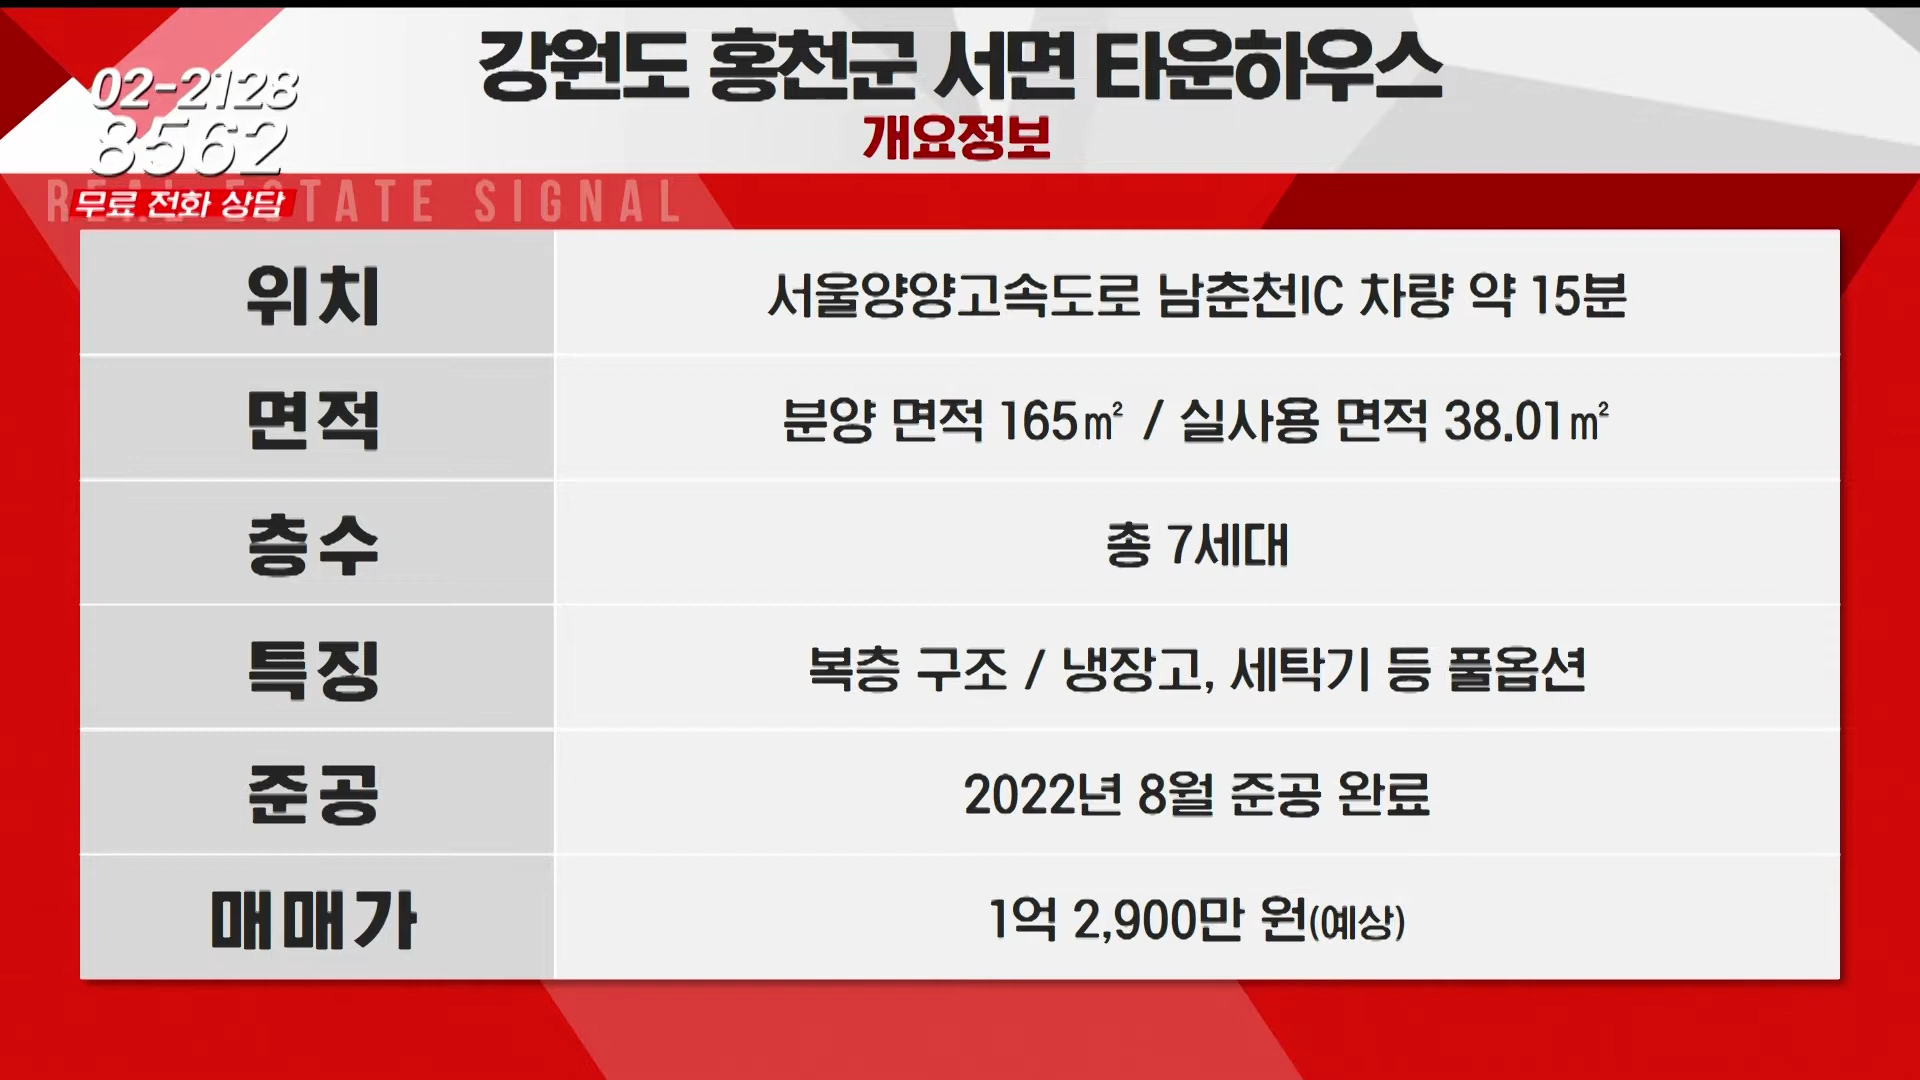 강원도 홍천군 서면 타운하우스
개요정보
02-2128
8562
무료 전화 상담
REAL ESTATE SIGNAL
위치 서울양양고속도로 남춘천IC 차량 약 15분
면적 분양 면적 165㎡ / 실사용 면적 38.01㎡
층수 총 7세대
특징 복층 구조 / 냉장고, 세탁기 등 풀옵션
준공 2022년 8월 준공 완료
매매가 1억 2,900만 원(예상)